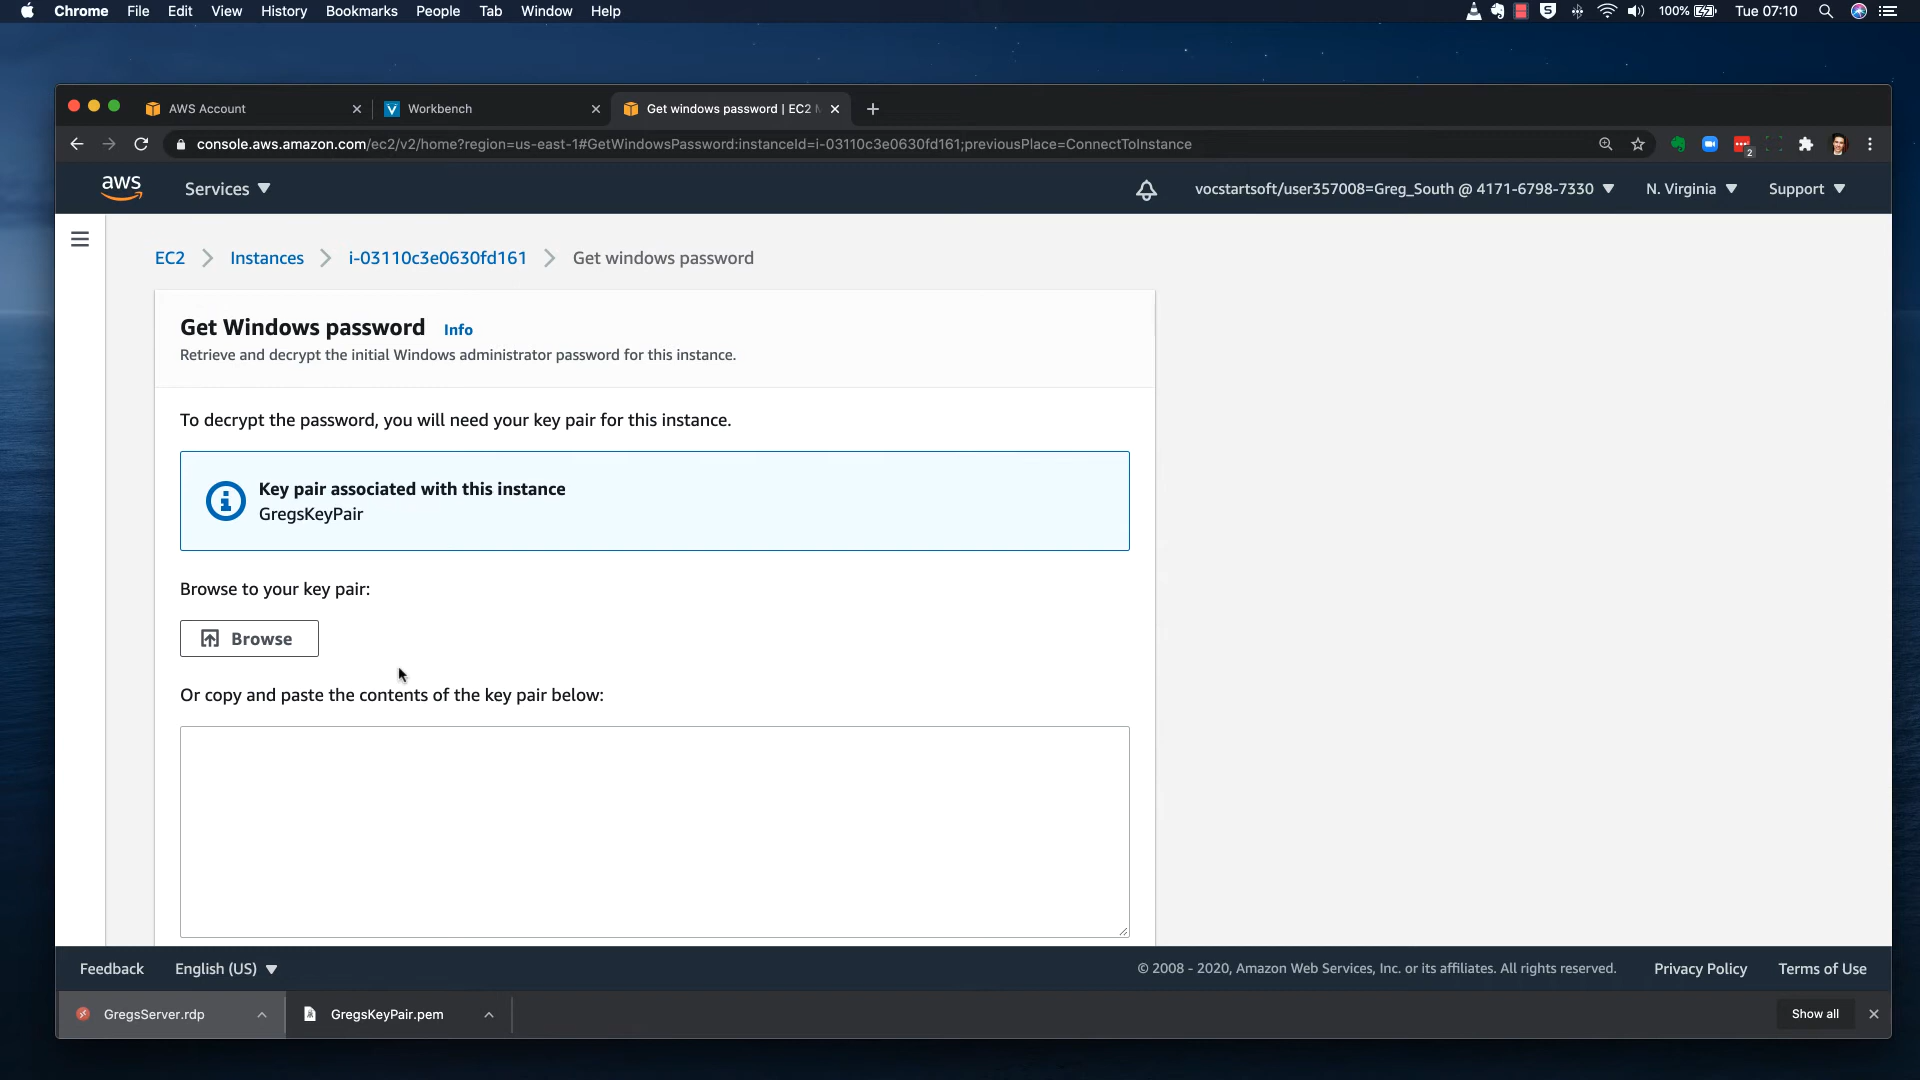 Chrome File Edit View History Bookmarks People Tab Window Help
100% Tue 07:10
AWS Account
Workbench
Get windows password | EC2
console.aws.amazon.com/ec2/v2/home?region=us-east-1#GetWindowsPassword:instanceId=i-03110c3e0630fd161;previousPlace=ConnectToInstance
2
aws Services
vocstartsoft/user357008=Greg_South @ 4171-6798-7330
N. Virginia
Support
EC2 Instances i-03110c3e0630fd161 Get windows password
Get Windows password Info
Retrieve and decrypt the initial Windows administrator password for this instance.
To decrypt the password, you will need your key pair for this instance.
Key pair associated with this instance
GregsKeyPair
Browse to your key pair:
Browse
Or copy and paste the contents of the key pair below:
Feedback English (US)
© 2008 - 2020, Amazon Web Services, Inc. or its affiliates. All rights reserved. Privacy Policy Terms of Use
GregsServer.rdp
GregsKeyPair.pem
Show all